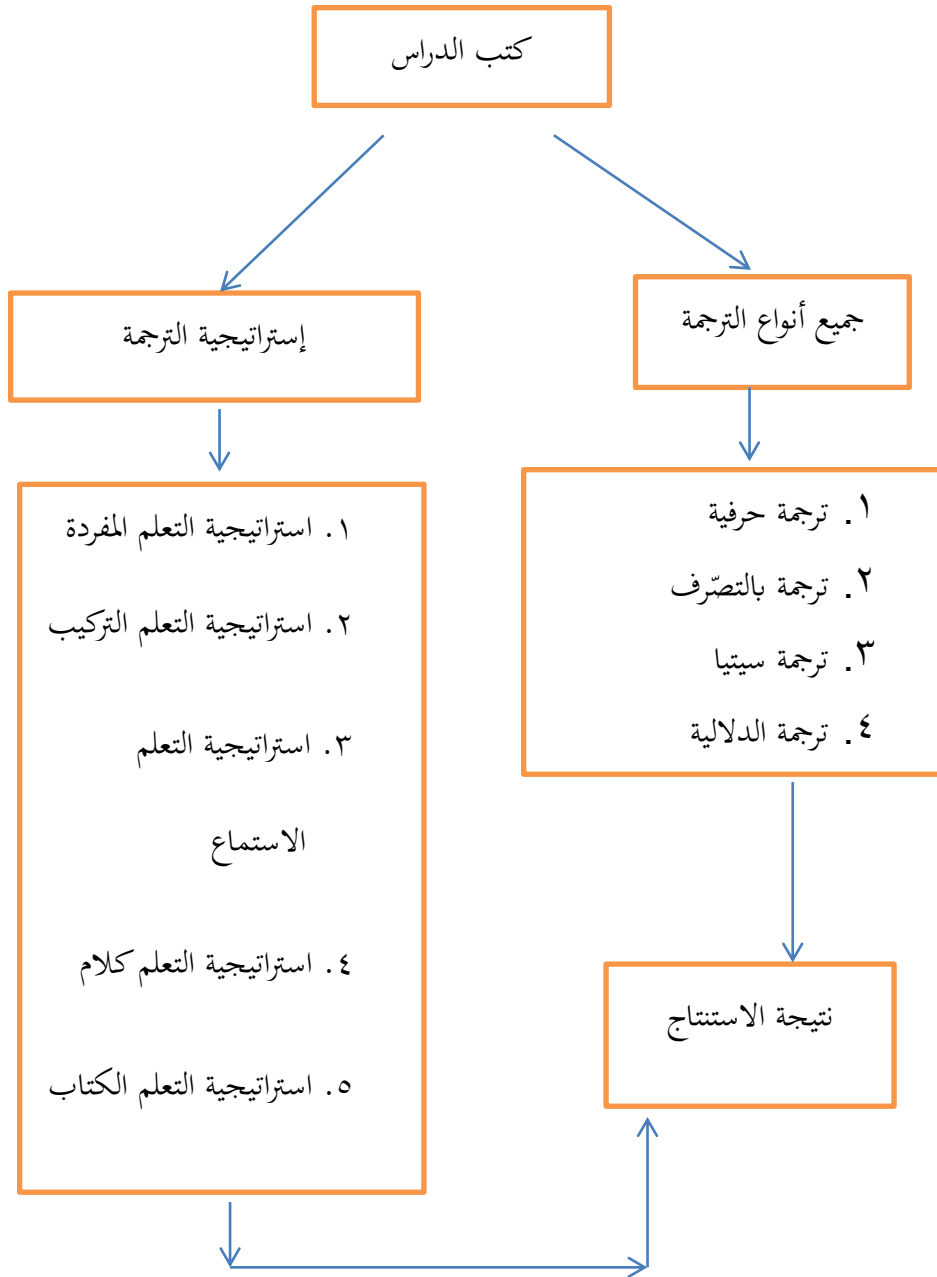 كتب الدراس
جميع أنواع الترجمة
إستراتيجية الترجمة
١. ترجمة حرفية
٢. ترجمة بالتصّرف
٣. ترجمة سيتيا
٤. ترجمة الدلالية
١. استراتيجية التعلم المفردة
٢. استراتيجية التعلم التركيب
٣. استراتيجية التعلم
الاستماع
٤. استراتيجية التعلم كلام
٥. استراتيجية التعلم الكتاب
نتيجة الاستنتاج